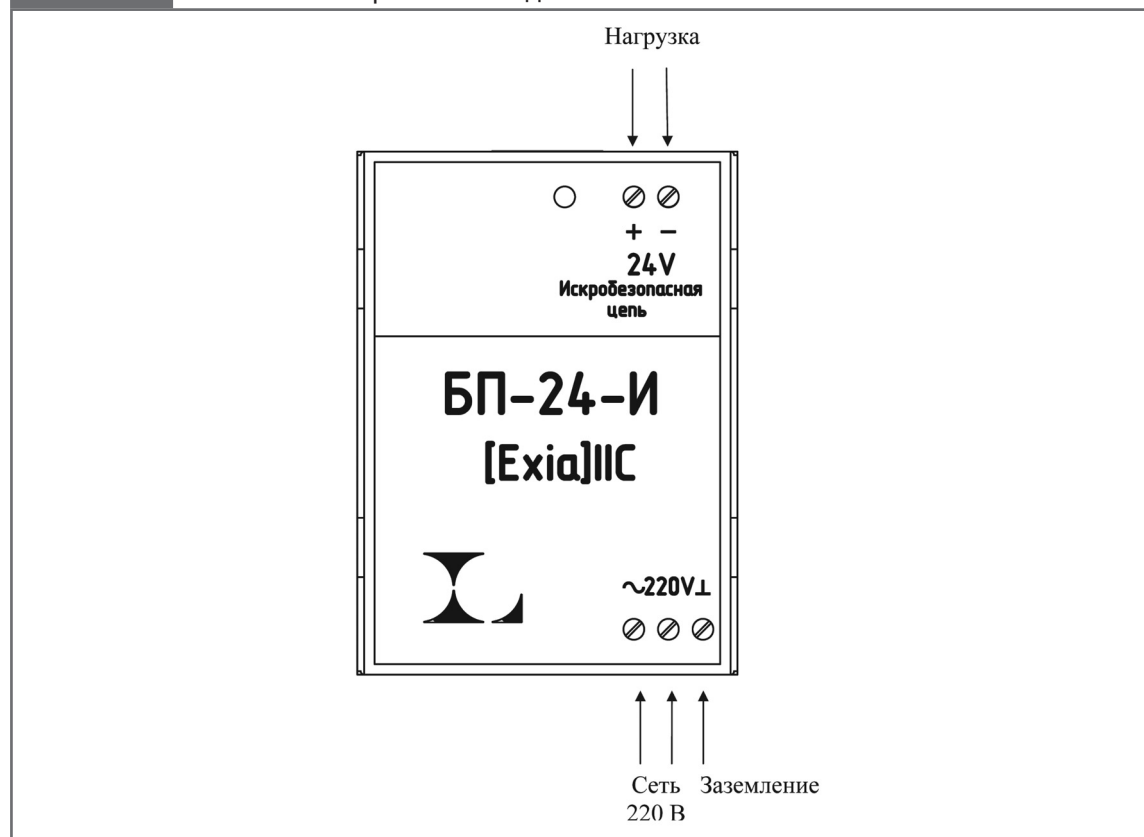 Нагрузка
+ −
24V
Искробезопасная
цепь
БП-24-И
[Exia]IIC
~220V⊥
Сеть Заземление
220 В